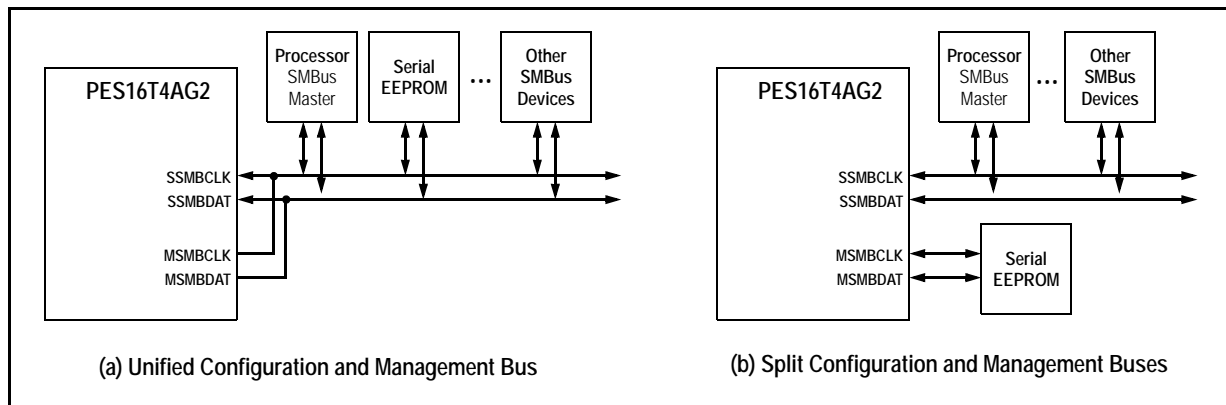 PES16T4AG2
Processor
SMBus
Master
Serial
EEPROM
...
Other
SMBus
Devices
SSMBCLK
SSMBDAT
MSMBCLK
MSMBDAT
(a) Unified Configuration and Management Bus
PES16T4AG2
Processor
SMBus
Master
...
Other
SMBus
Devices
SSMBCLK
SSMBDAT
MSMBCLK
MSMBDAT
Serial
EEPROM
(b) Split Configuration and Management Buses